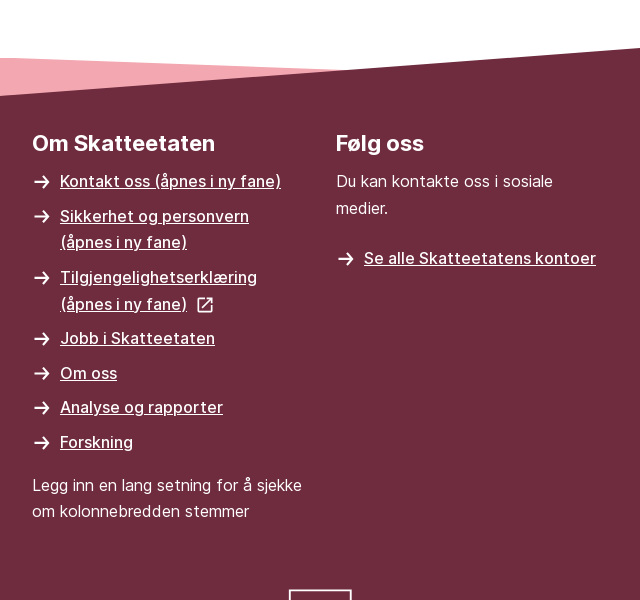 Om Skatteetaten
Kontakt oss (åpnes i ny fane)
Sikkerhet og personvern
(åpnes i ny fane)
Tilgjengelighetserklæring
(åpnes i ny fane)
Jobb i Skatteetaten
Om oss
Analyse og rapporter
Forskning
Legg inn en lang setning for å sjekke
om kolonnebredden stemmer
Følg oss
Du kan kontakte oss i sosiale
medier.
Se alle Skatteetatens kontoer